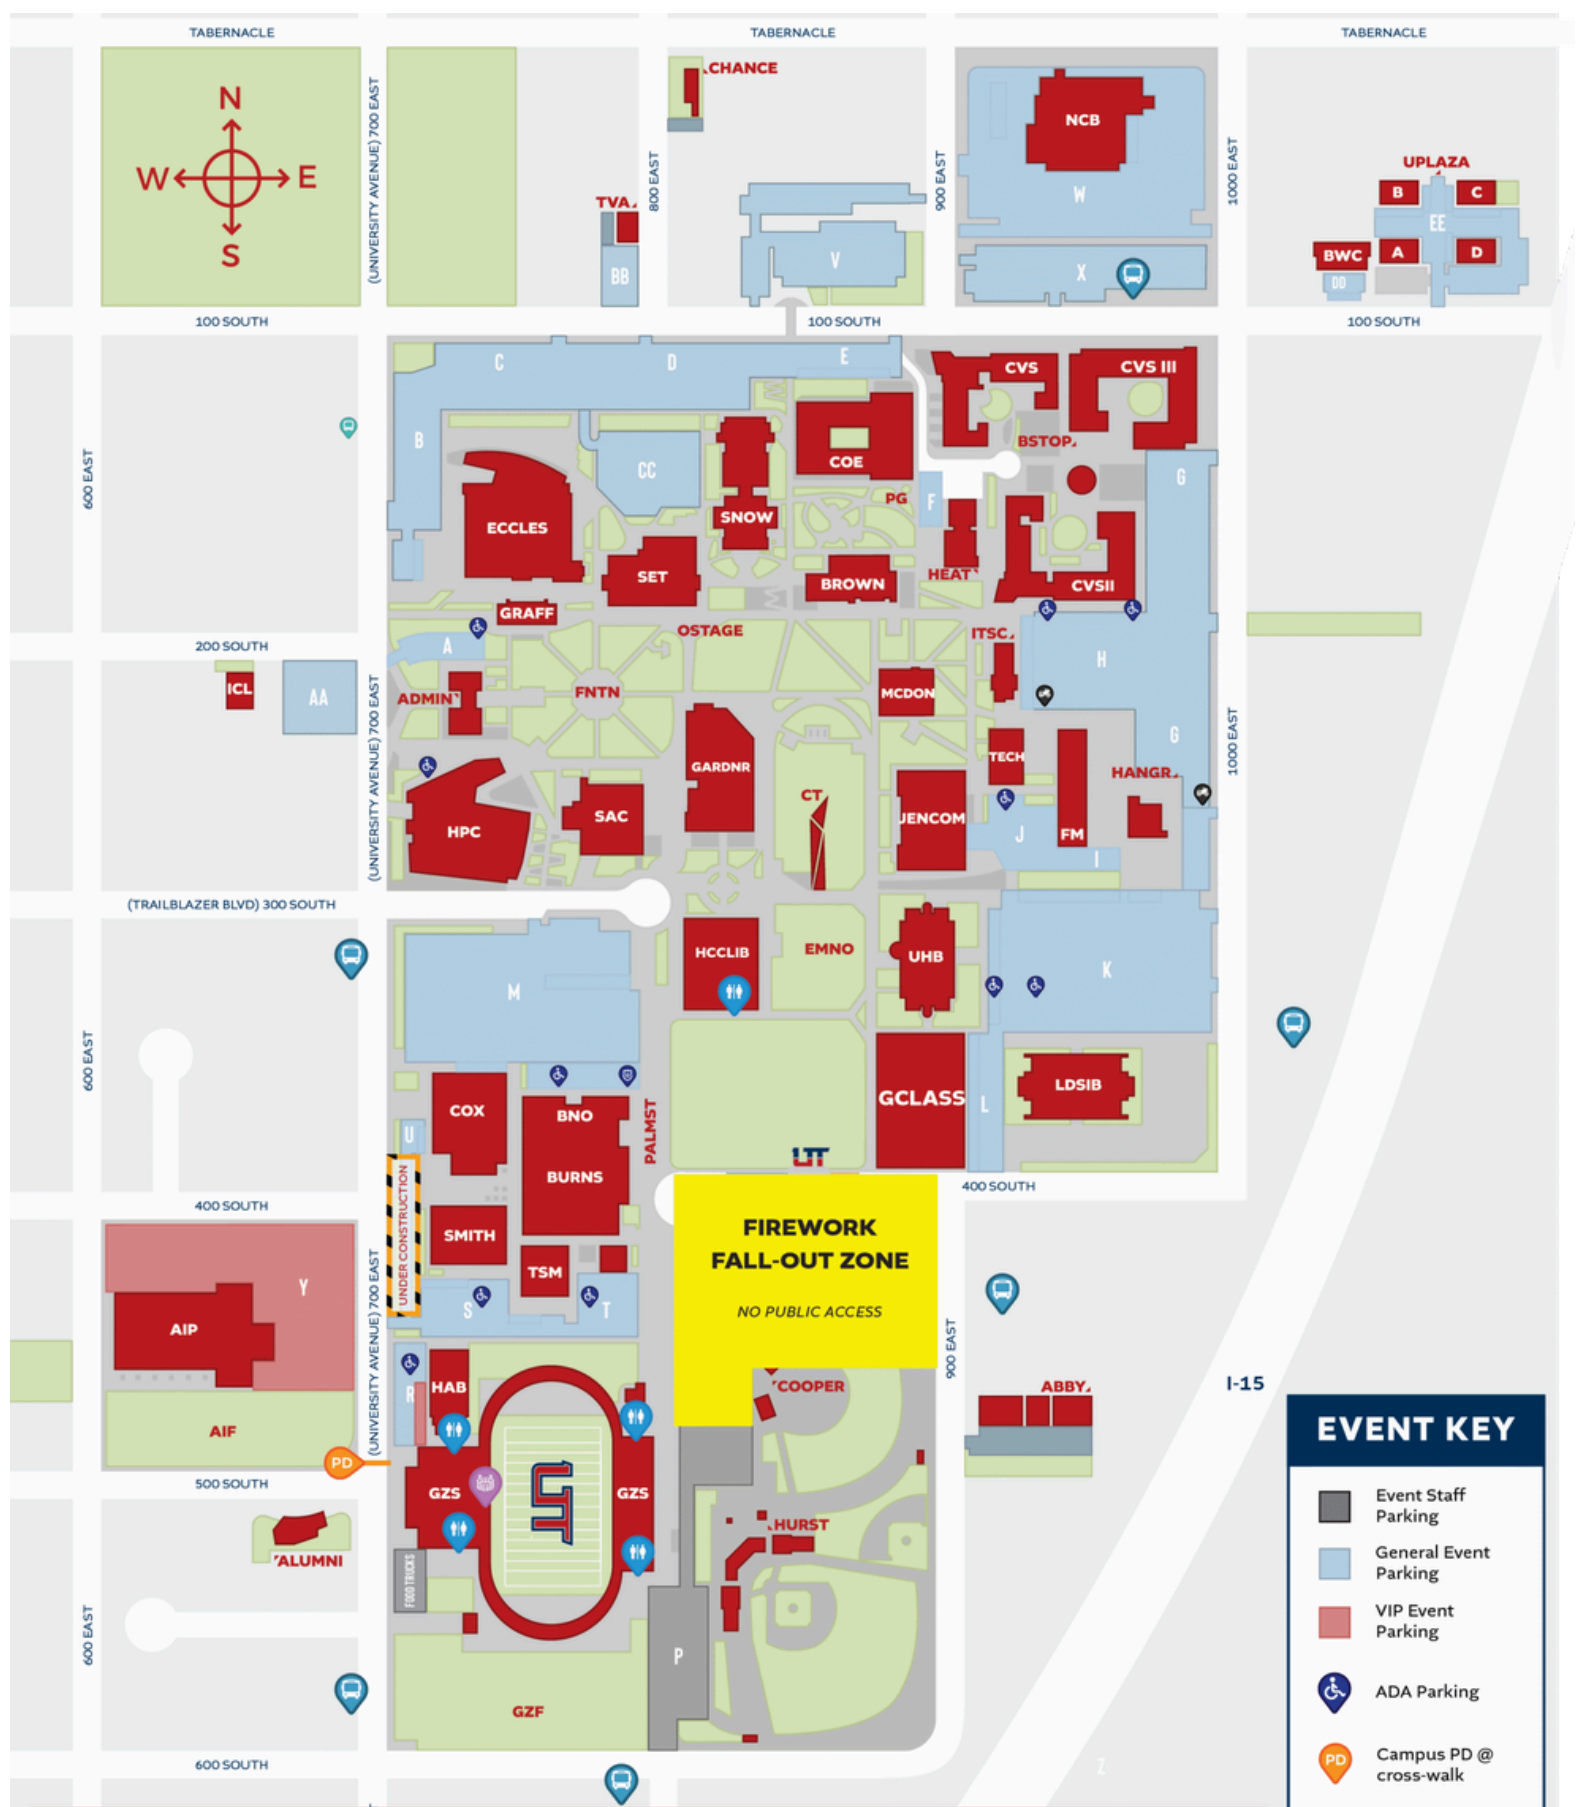 TABERNACLE
TABERNACLE
TABERNACLE
N
W
E
S
(UNIVERSITY AVENUE) 700 EAST
800 EAST
900 EAST
1000 EAST
CHANCE
NCB
W
UPLAZA
B
C
EE
A
D
BWC
DD
TVA
BB
V
X
100 SOUTH
100 SOUTH
100 SOUTH
C
D
E
CVS
CVS III
B
BSTOP
600 EAST
CC
COE
G
PG
F
ECCLES
SNOW
SET
BROWN
HEAT
CVSII
GRAFF
OSTAGE
ITSC
200 SOUTH
A
H
ICL
AA
ADMIN
FNTN
MCDON
(UNIVERSITY AVENUE) 700 EAST
1000 EAST
G
GARDNR
TECH
HANGR
CT
HPC
SAC
JENCOM
J
FM
I
(TRAILBLAZER BLVD) 300 SOUTH
HCCLIB
EMNO
UHB
M
K
600 EAST
COX
BNO
PALMST
GCLASS
L
LDSIB
U
BURNS
UT
400 SOUTH
400 SOUTH
UNDER CONSTRUCTION
SMITH
TSM
FIREWORK
FALL-OUT ZONE
NO PUBLIC ACCESS
Y
S
T
AIP
(UNIVERSITY AVENUE) 700 EAST
900 EAST
HAB
R
COOPER
ABBY
I-15
AIF
PD
500 SOUTH
GZS
UT
GZS
HURST
ALUMNI
FOOD TRUCKS
600 EAST
P
GZF
600 SOUTH
Z
EVENT KEY
Event Staff
Parking
General Event
Parking
VIP Event
Parking
ADA Parking
PD
Campus PD @
cross-walk